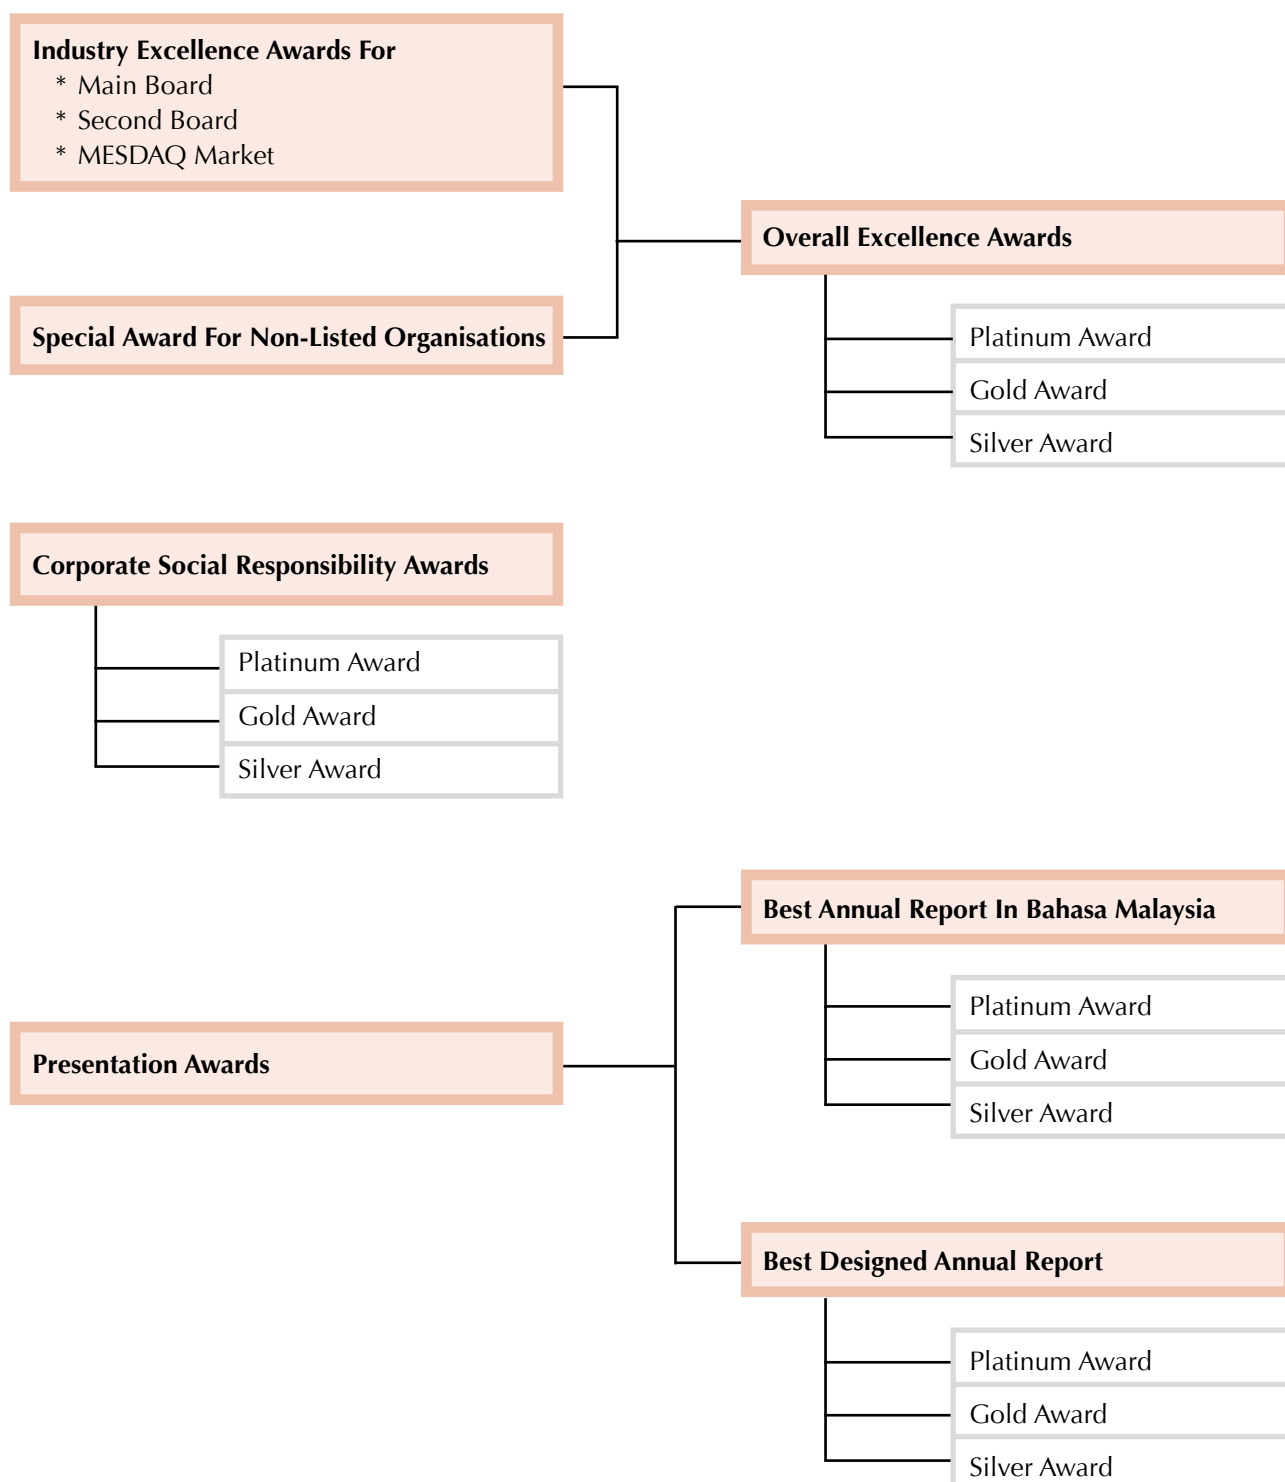 Industry Excellence Awards For
* Main Board
* Second Board
* MESDAQ Market
Overall Excellence Awards
Special Award For Non-Listed Organisations
Platinum Award
Gold Award
Silver Award
Corporate Social Responsibility Awards
Platinum Award
Gold Award
Silver Award
Best Annual Report In Bahasa Malaysia
Platinum Award
Gold Award
Silver Award
Presentation Awards
Best Designed Annual Report
Platinum Award
Gold Award
Silver Award